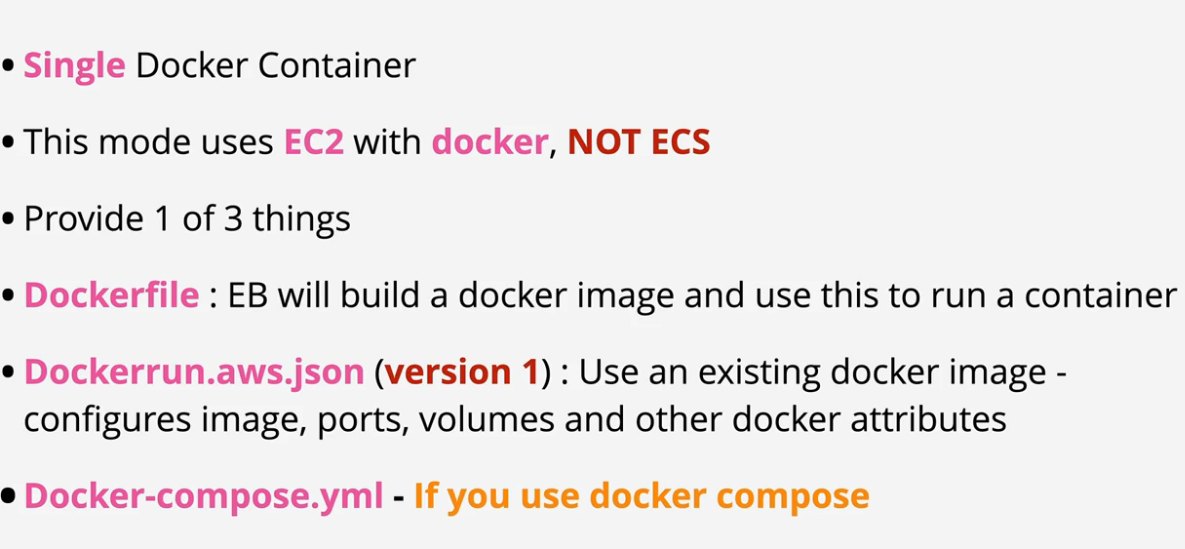 • Single Docker Container
• This mode uses EC2 with docker, NOT ECS
• Provide 1 of 3 things
• Dockerfile : EB will build a docker image and use this to run a container
• Dockerrun.aws.json (version 1) : Use an existing docker image -
configures image, ports, volumes and other docker attributes
• Docker-compose.yml - If you use docker compose